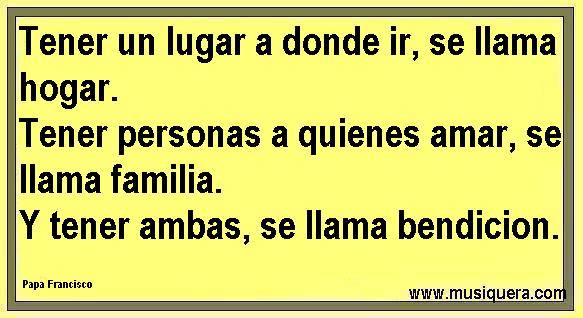 Tener un lugar a donde ir, se llama
hogar.
Tener personas a quienes amar, se
llama familia.
Y tener ambas, se llama bendicion.
Papa Francisco
www.musiquera.com